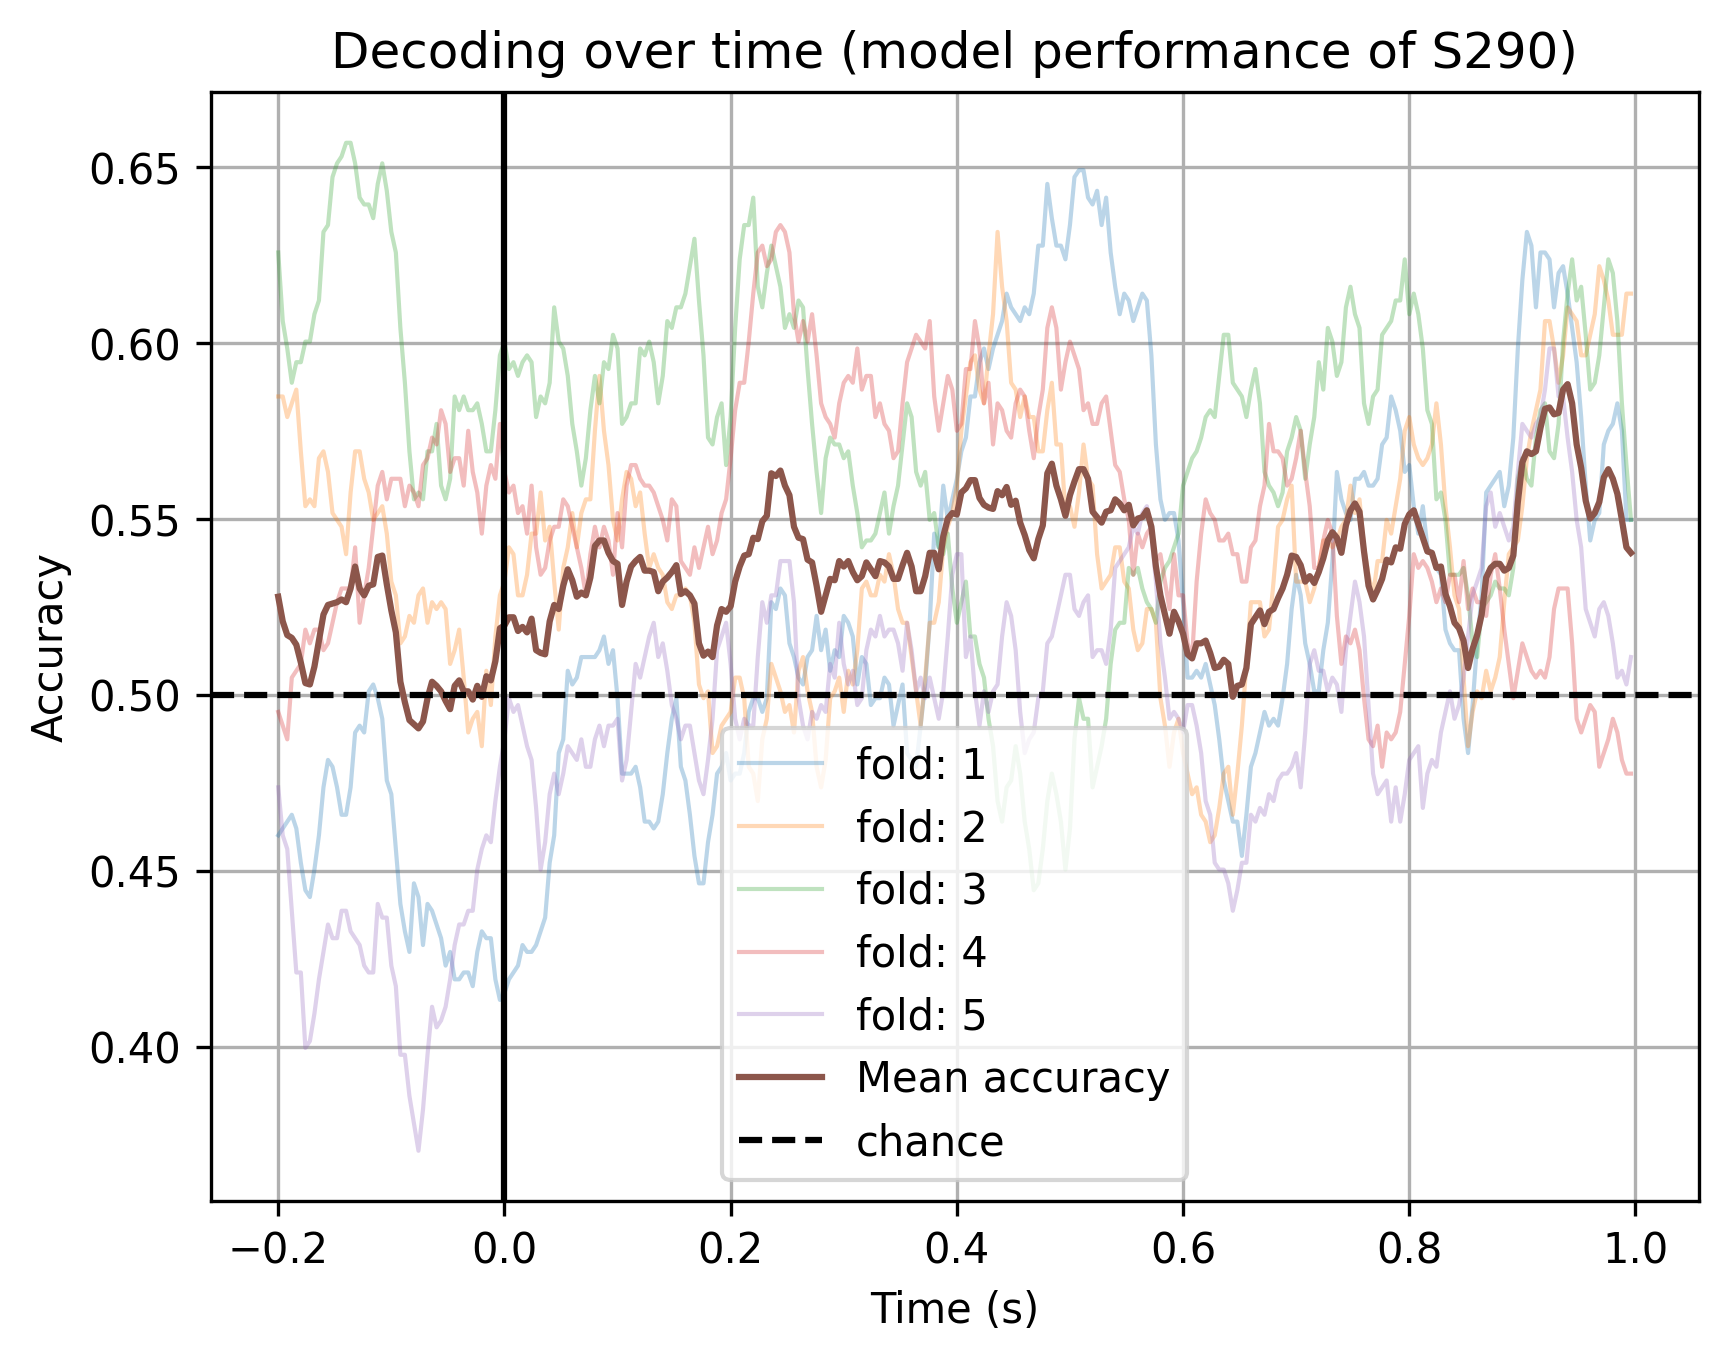 Decoding over time (model performance of S290)
Accuracy
0.65
0.60
0.55
0.50
0.45
0.40
fold: 1
fold: 2
fold: 3
fold: 4
fold: 5
Mean accuracy
chance
−0.2 0.0 0.2 0.4 0.6 0.8 1.0
Time (s)